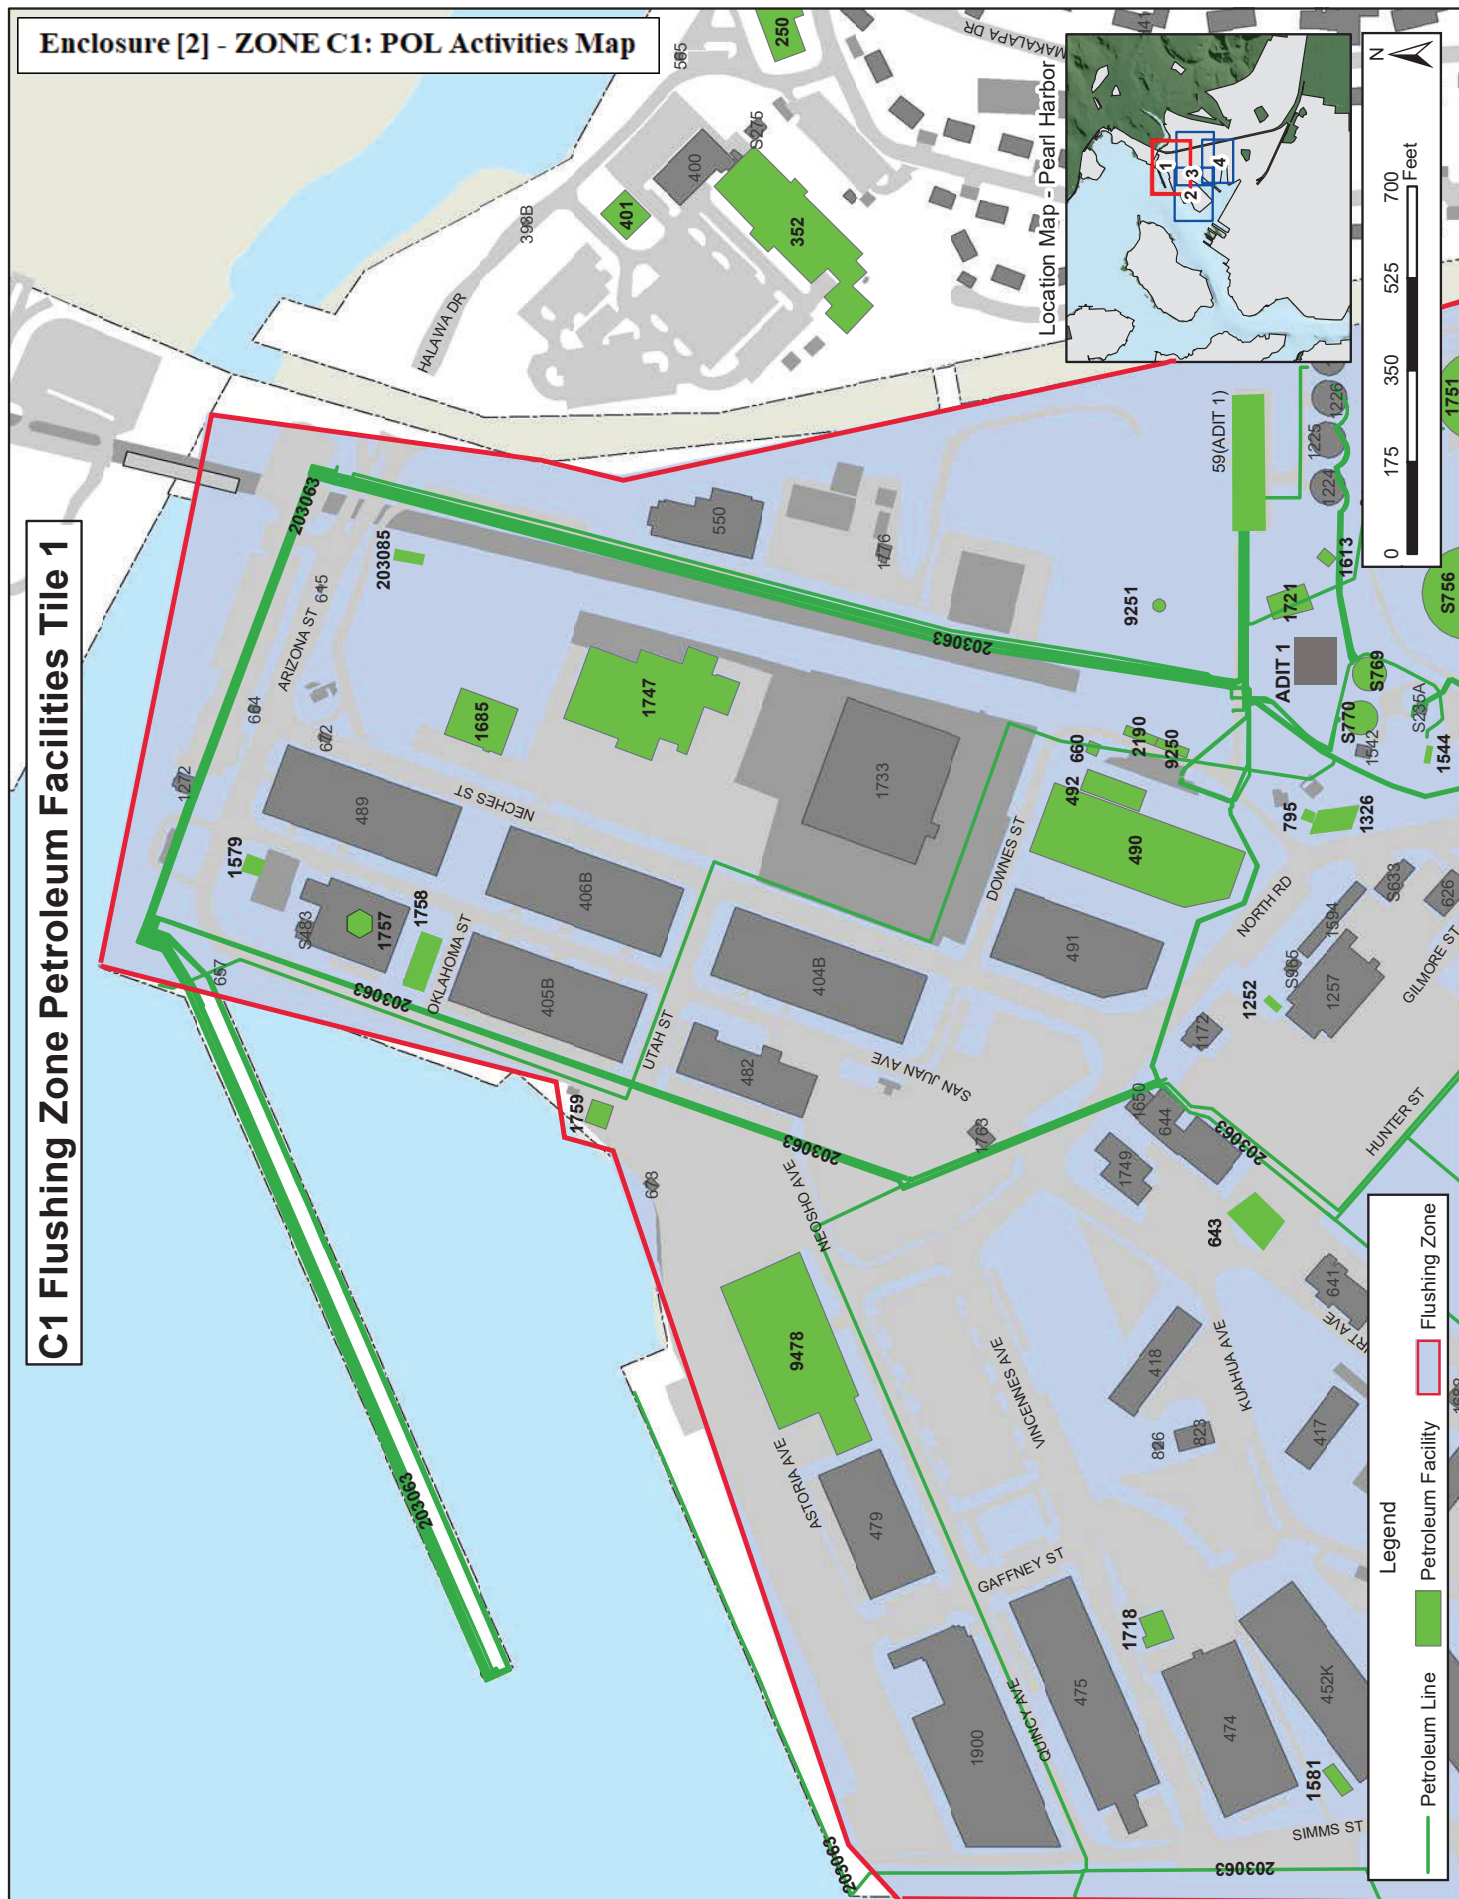 Enclosure [2] - ZONE C1: POL Activities Map
C1 Flushing Zone Petroleum Facilities Tile 1
250
565
MAKALAPA DR
S275
400
401
352
398B
HALAWA DR
Location Map - Pearl Harbor
1
2
3
4
N
0
175
350
525
700
Feet
203063
203085
615
ARIZONA ST
664
672
1272
1579
489
NECHES ST
1685
1747
550
1776
9251
59(ADIT 1)
1224
1225
1226
1751
1613
1721
S756
ADIT 1
S769
S770
1542
S235A
1544
203063
1733
660
2190
9250
492
490
795
1326
DOWNES ST
S483
1757
1758
657
406B
OKLAHOMA ST
203063
405B
UTAH ST
404B
491
NORTH RD
S633
626
1594
S965
1257
1252
GILMORE ST
1172
482
SAN JUAN AVE
1759
1763
203063
678
NEOSHO AVE
1650
644
1749
203063
HUNTER ST
643
641
9478
418
KUAHUA AVE
VINCENNES AVE
826
823
417
ASTORIA AVE
479
GAFFNEY ST
203063
1718
475
474
452K
1900
QUINCY AVE
1581
SIMMS ST
203063
203063
Legend
Petroleum Line
Petroleum Facility
Flushing Zone